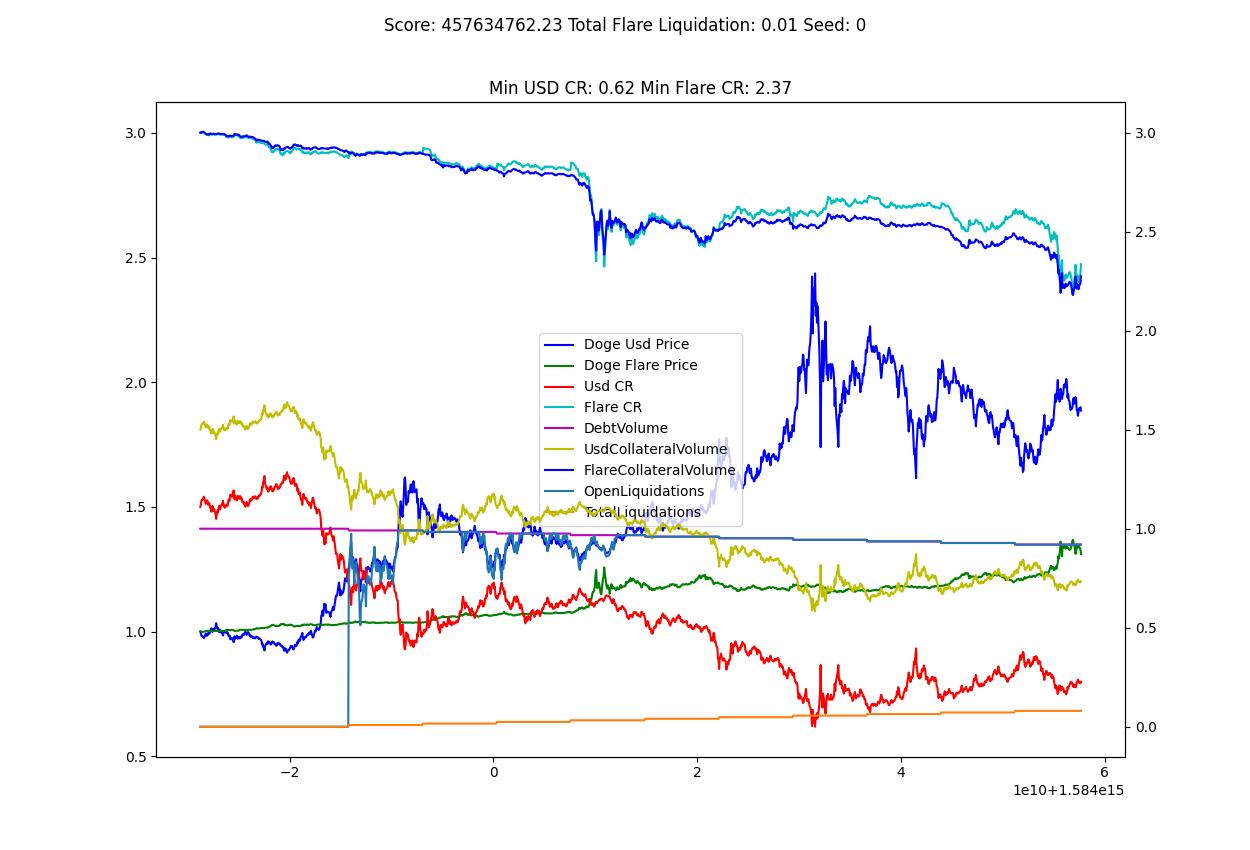 Score: 457634762.23 Total Flare Liquidation: 0.01 Seed: 0
Min USD CR: 0.62 Min Flare CR: 2.37
3.0
2.5
2.0
1.5
1.0
0.5
3.0
2.5
2.0
1.5
1.0
0.5
0.0
Doge Usd Price
Doge Flare Price
Usd CR
Flare CR
DebtVolume
UsdCollateralVolume
FlareCollateralVolume
OpenLiquidations
TotalLiquidations
−2
0
2
4
6
1e10+1.584e15